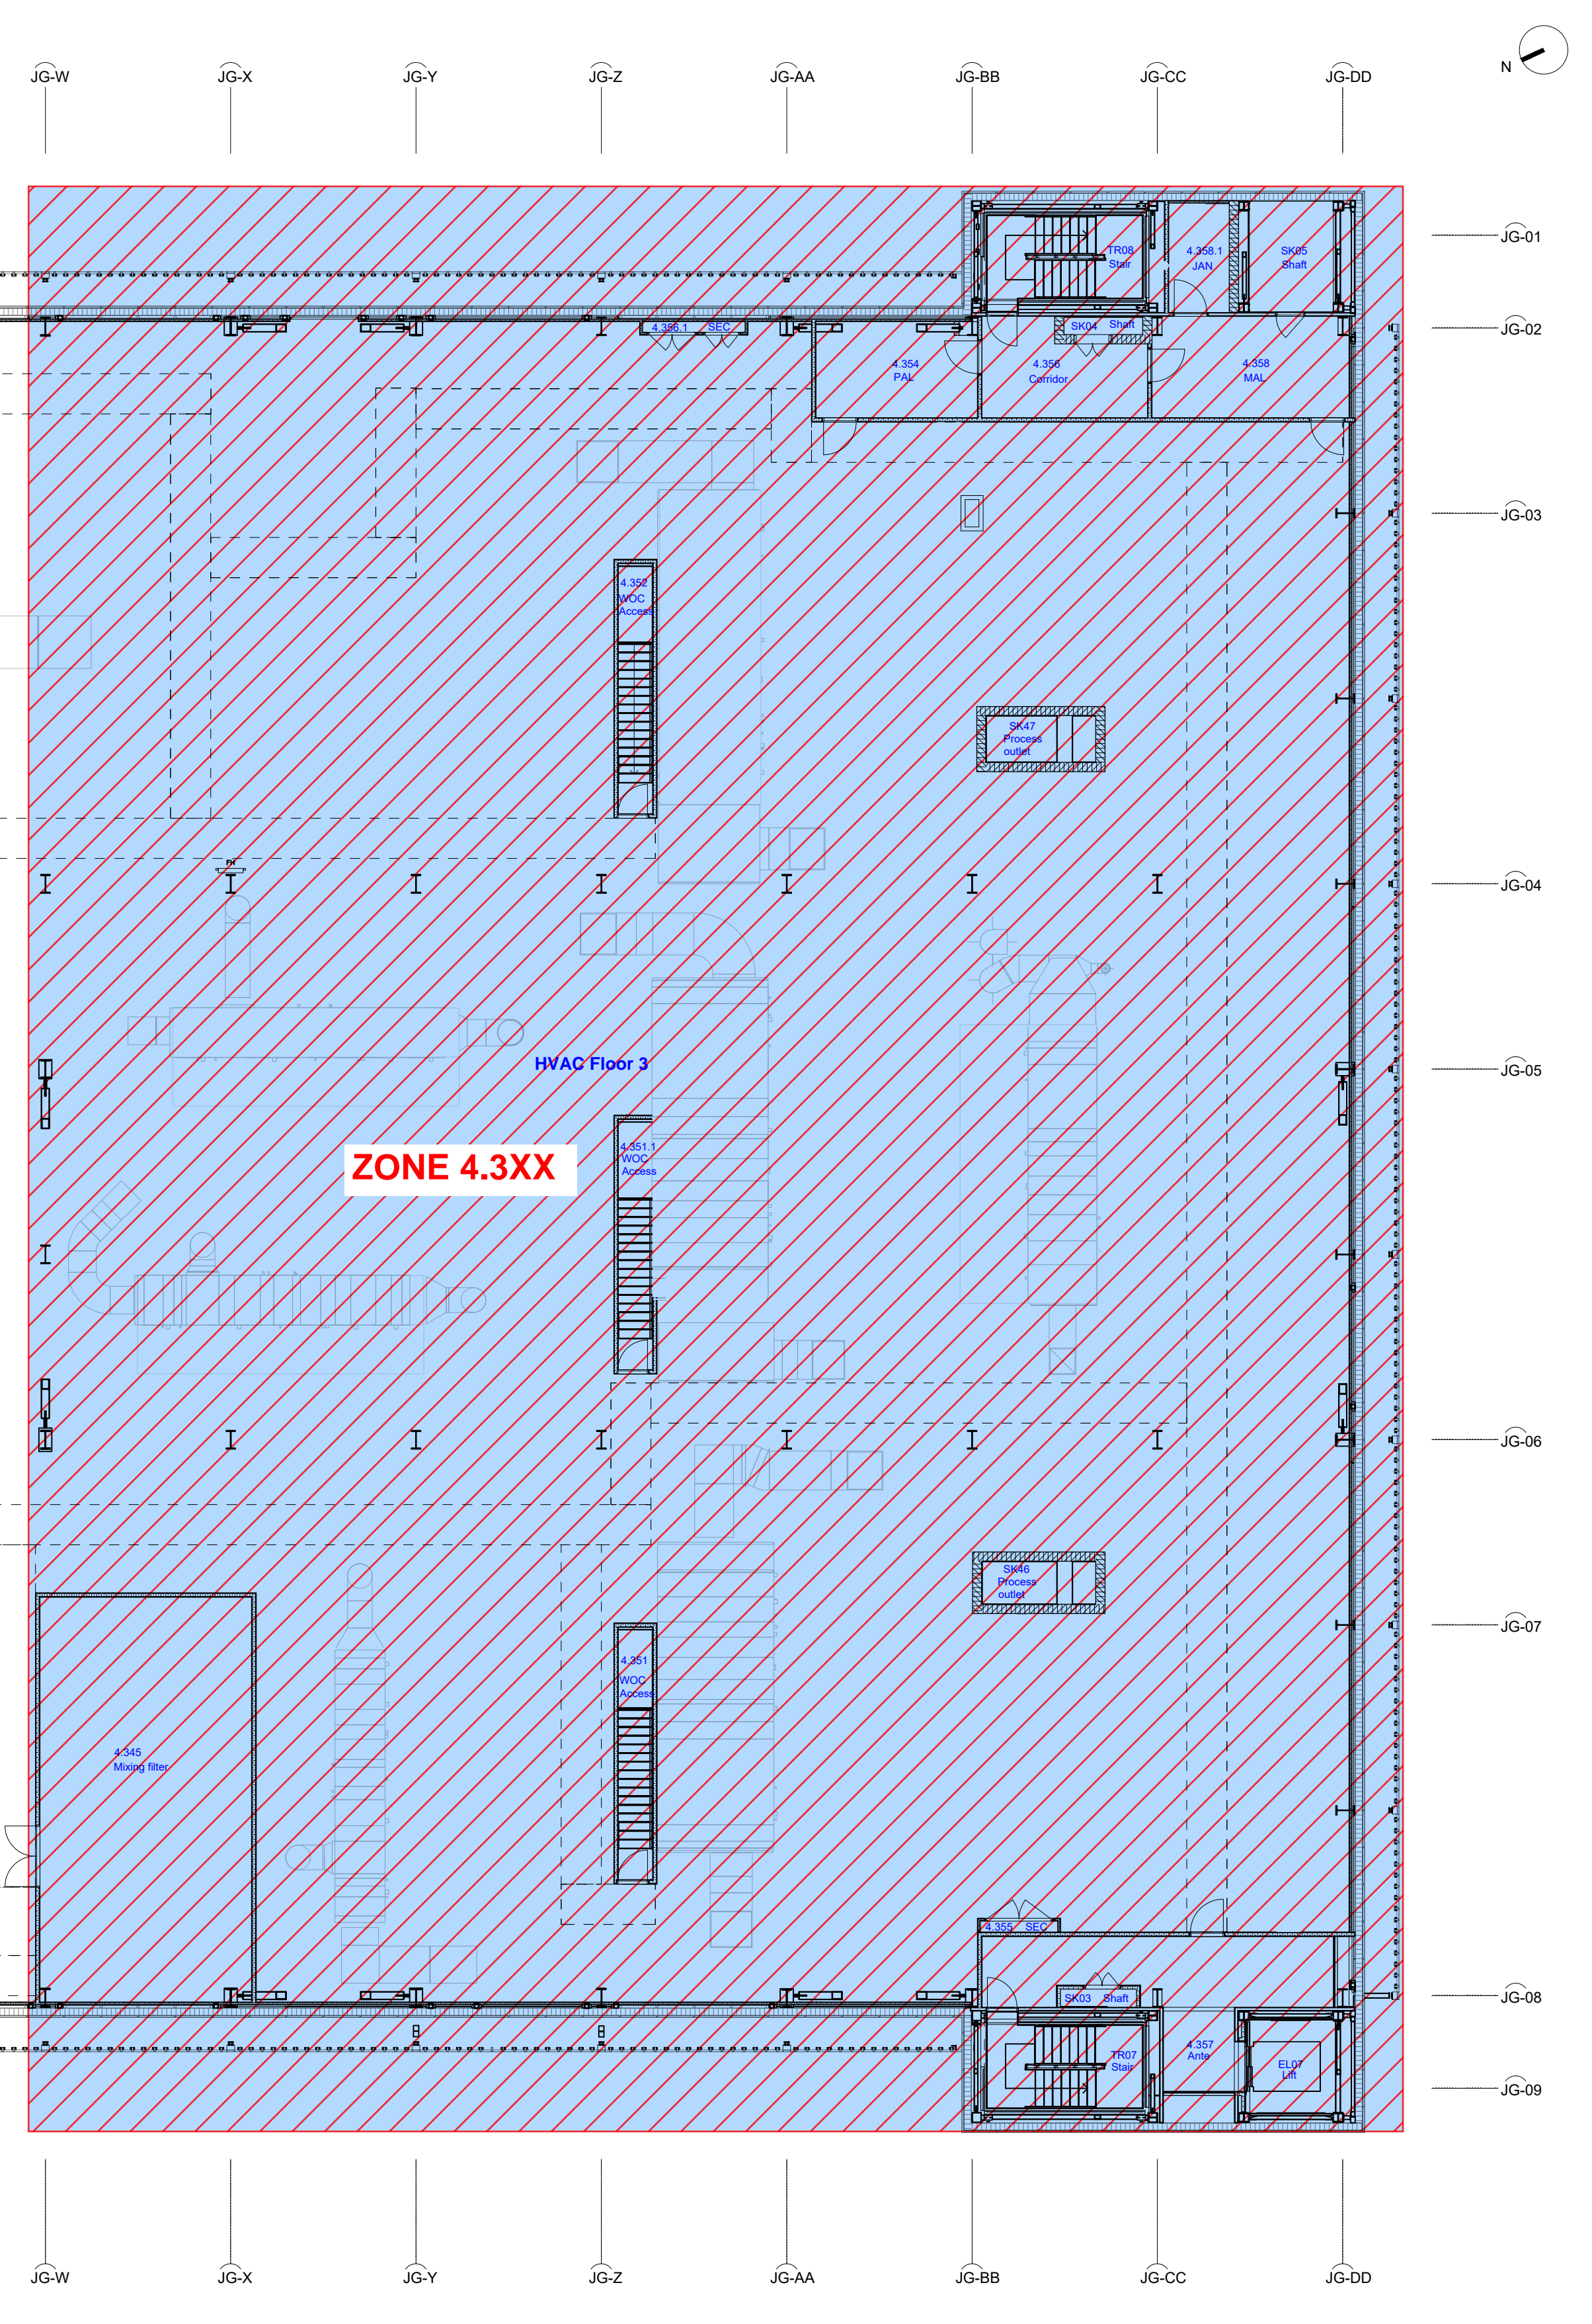 N
JG-W JG-X JG-Y JG-Z JG-AA JG-BB JG-CC JG-DD
JG-01
TR08
Stair
4.358.1
JAN
SK05
Shaft
JG-02
4.356.1 SEC
SK04 Shaft
4.354
PAL
4.356
Corridor
4.358
MAL
JG-03
4.352
WOC
Access
SK47
Process
outlet
FH
JG-04
HVAC Floor 3
JG-05
4.351.1
WOC
Access
ZONE 4.3XX
JG-06
SK46
Process
outlet
JG-07
4.351
WOC
Access
4.345
Mixing filter
4.355 SEC
SK03 Shaft
JG-08
TR07
Stair
4.357
Ante
EL07
Lift
JG-09
JG-W JG-X JG-Y JG-Z JG-AA JG-BB JG-CC JG-DD